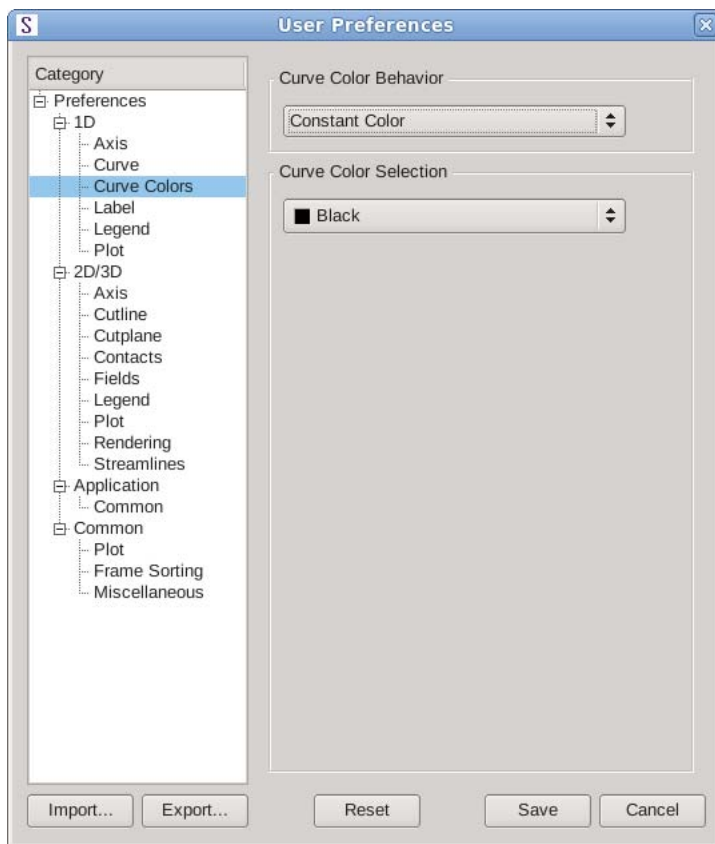 S User Preferences
Category
Preferences
1D
Axis
Curve
Curve Colors
Label
Legend
Plot
2D/3D
Axis
Cutline
Cutplane
Contacts
Fields
Legend
Plot
Rendering
Streamlines
Application
Common
Common
Plot
Frame Sorting
Miscellaneous
Curve Color Behavior
Constant Color
Curve Color Selection
Black
Import... Export... Reset Save Cancel